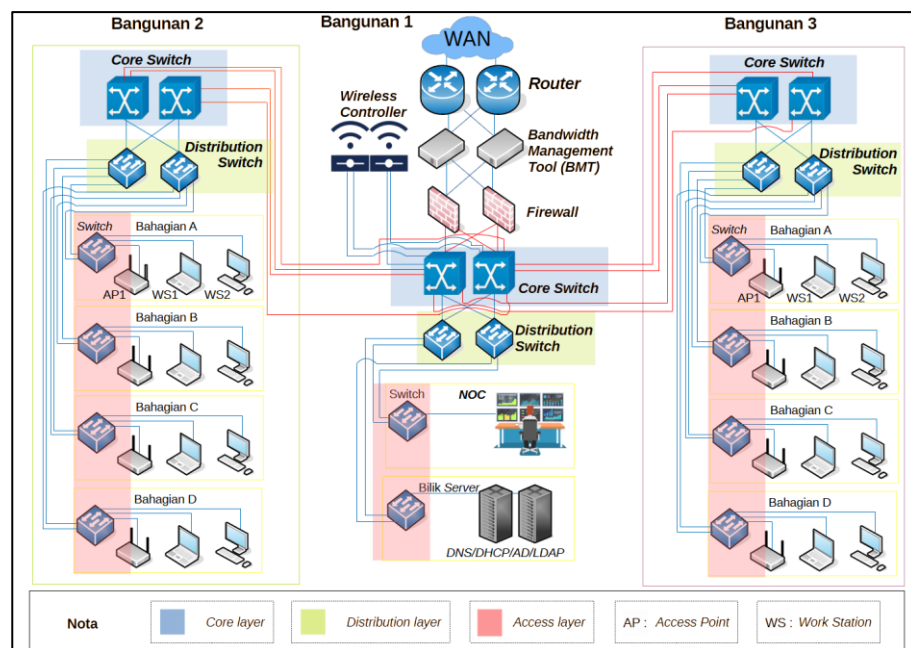 Bangunan 2
Bangunan 1
Bangunan 3
WAN
Core Switch
Distribution
Switch
Switch
Bahagian A
AP1
WS1
WS2
Bahagian B
Bahagian C
Bahagian D
Router
Wireless
Controller
Bandwidth
Management
Tool (BMT)
Firewall
Core Switch
Distribution
Switch
Switch
NOC
Bilik Server
DNS/DHCP/AD/LDAP
Core Switch
Distribution
Switch
Switch
Bahagian A
AP1
WS1
WS2
Bahagian B
Bahagian C
Bahagian D
Nota
Core layer
Distribution layer
Access layer
AP : Access Point
WS : Work Station